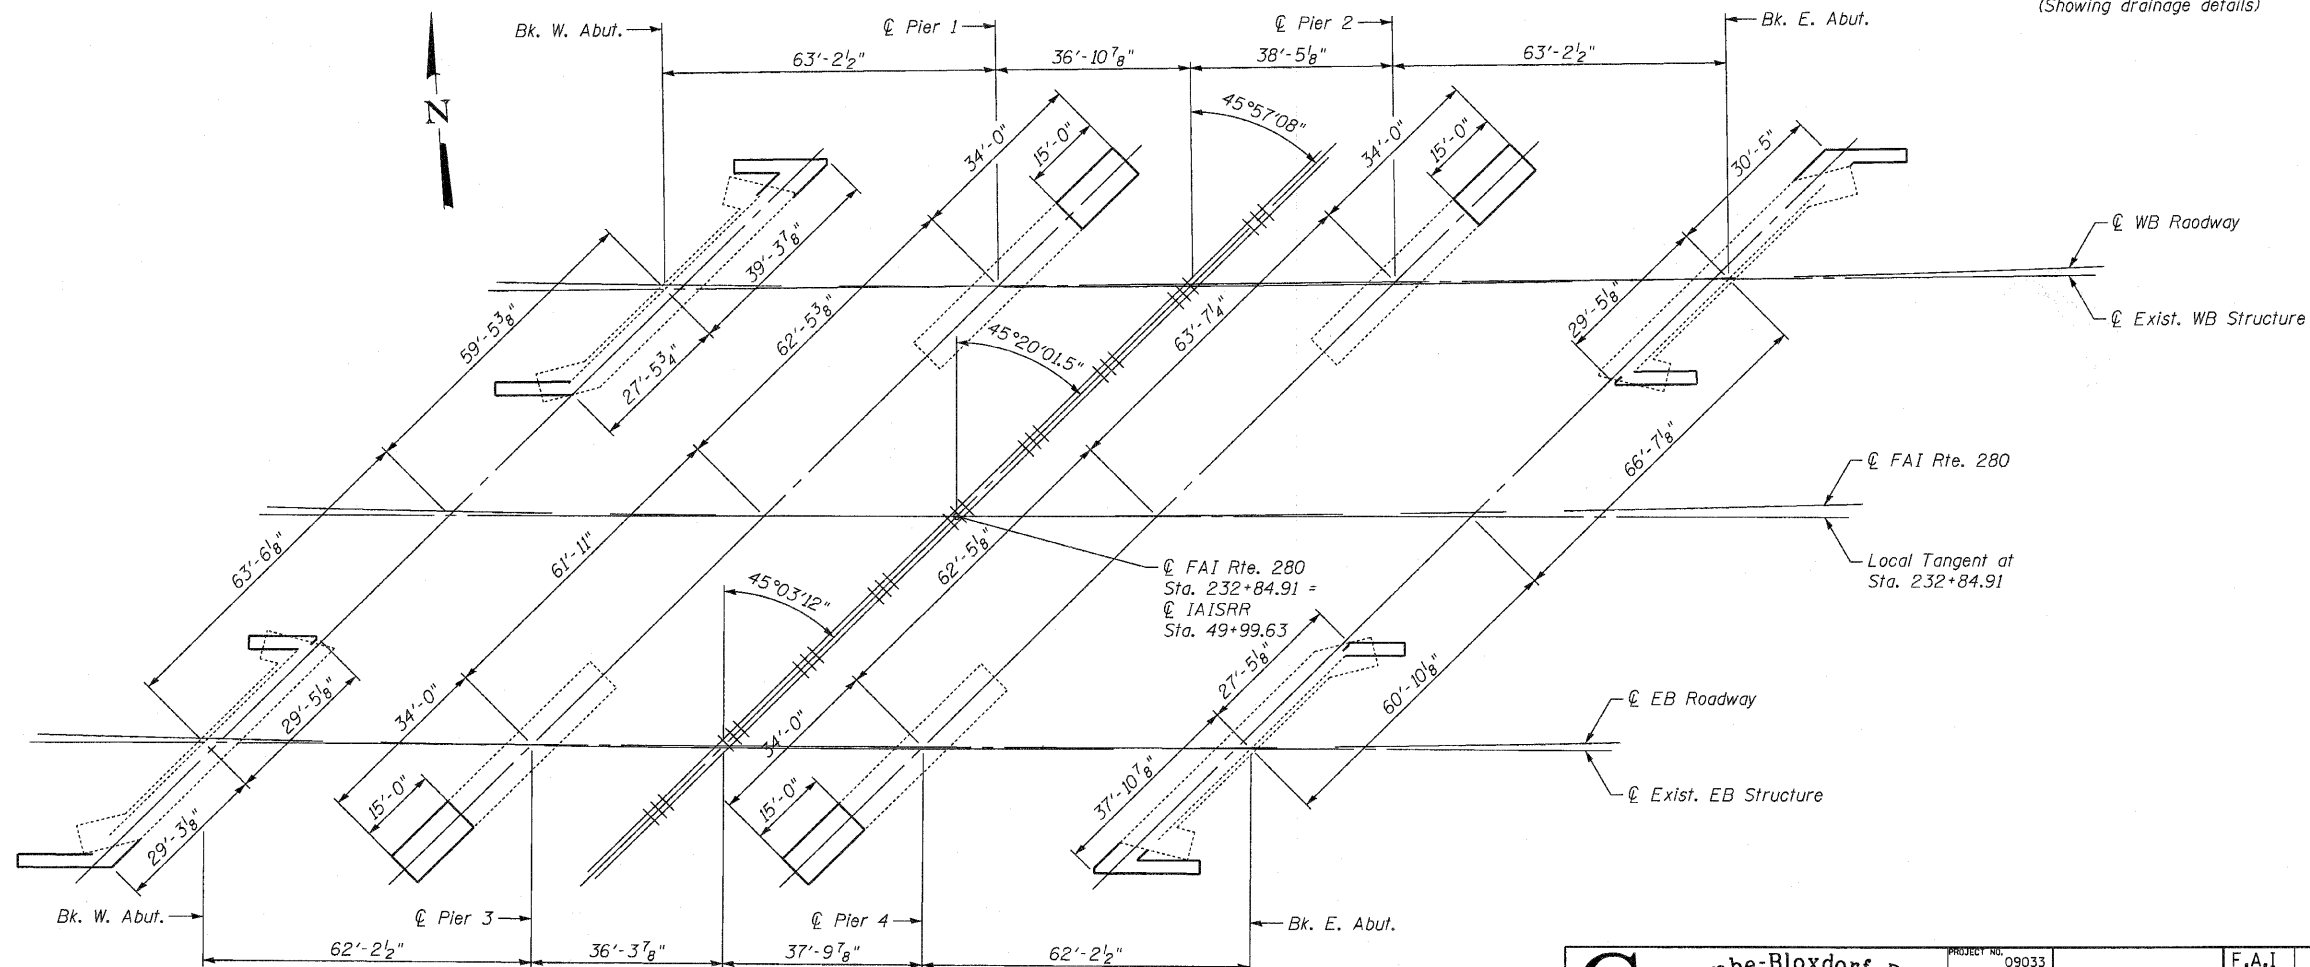 (Showing drainage details)
Bk. W. Abut.
℄ Pier 1
℄ Pier 2
Bk. E. Abut.
63'-2½"
36'-10⅞"
38'-5⅛"
63'-2½"
N
45°57'08"
34'-0"
15'-0"
34'-0"
15'-0"
30'-5"
℄ WB Raodway
39'-3⅞"
59'-5⅜"
62'-5⅜"
63'-7¼"
29'-5⅛"
℄ Exist. WB Structure
45°20'01.5"
27'-5¾"
66'-7⅛"
℄ FAI Rte. 280
63'-6⅛"
61'-11"
62'-5⅛"
℄ FAI Rte. 280
Sta. 232+84.91 =
℄ IAISRR
Sta. 49+99.63
Local Tangent at
Sta. 232+84.91
45°03'12"
27'-5⅛"
60'-10⅛"
29'-5⅛"
34'-0"
34'-0"
℄ EB Roadway
15'-0"
15'-0"
37'-10⅞"
℄ Exist. EB Structure
29'-3⅛"
Bk. W. Abut.
℄ Pier 3
℄ Pier 4
Bk. E. Abut.
62'-2½"
36'-3⅞"
37'-9⅞"
62'-2½"
PROJECT NO.
09033
F.A.I